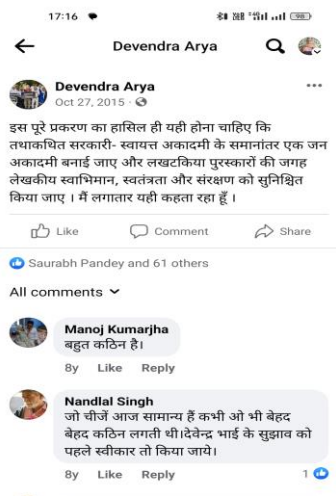 17:16
90
Devendra Arya
Devendra Arya
Oct 27, 2015
इस पूरे प्रकरण का हासिल ही यही होना चाहिए कि
तथाकथित सरकारी- स्वायत्त अकादमी के समानांतर एक जन
अकादमी बनाई जाए और लखटकिया पुरस्कारों की जगह
लेखकीय स्वाभिमान, स्वतंत्रता और संरक्षण को सुनिश्चित
किया जाए । मैं लगातार यही कहता रहा हूँ ।
Like Comment Share
Saurabh Pandey and 61 others
All comments
Manoj Kumarjha
बहुत कठिन है।
8y Like Reply
Nandlal Singh
जो चीजें आज सामान्य हैं कभी ओ भी बेहद
बेहद कठिन लगती थी।देवेन्द्र भाई के सुझाव को
पहले स्वीकार तो किया जाये।
8y Like Reply 1